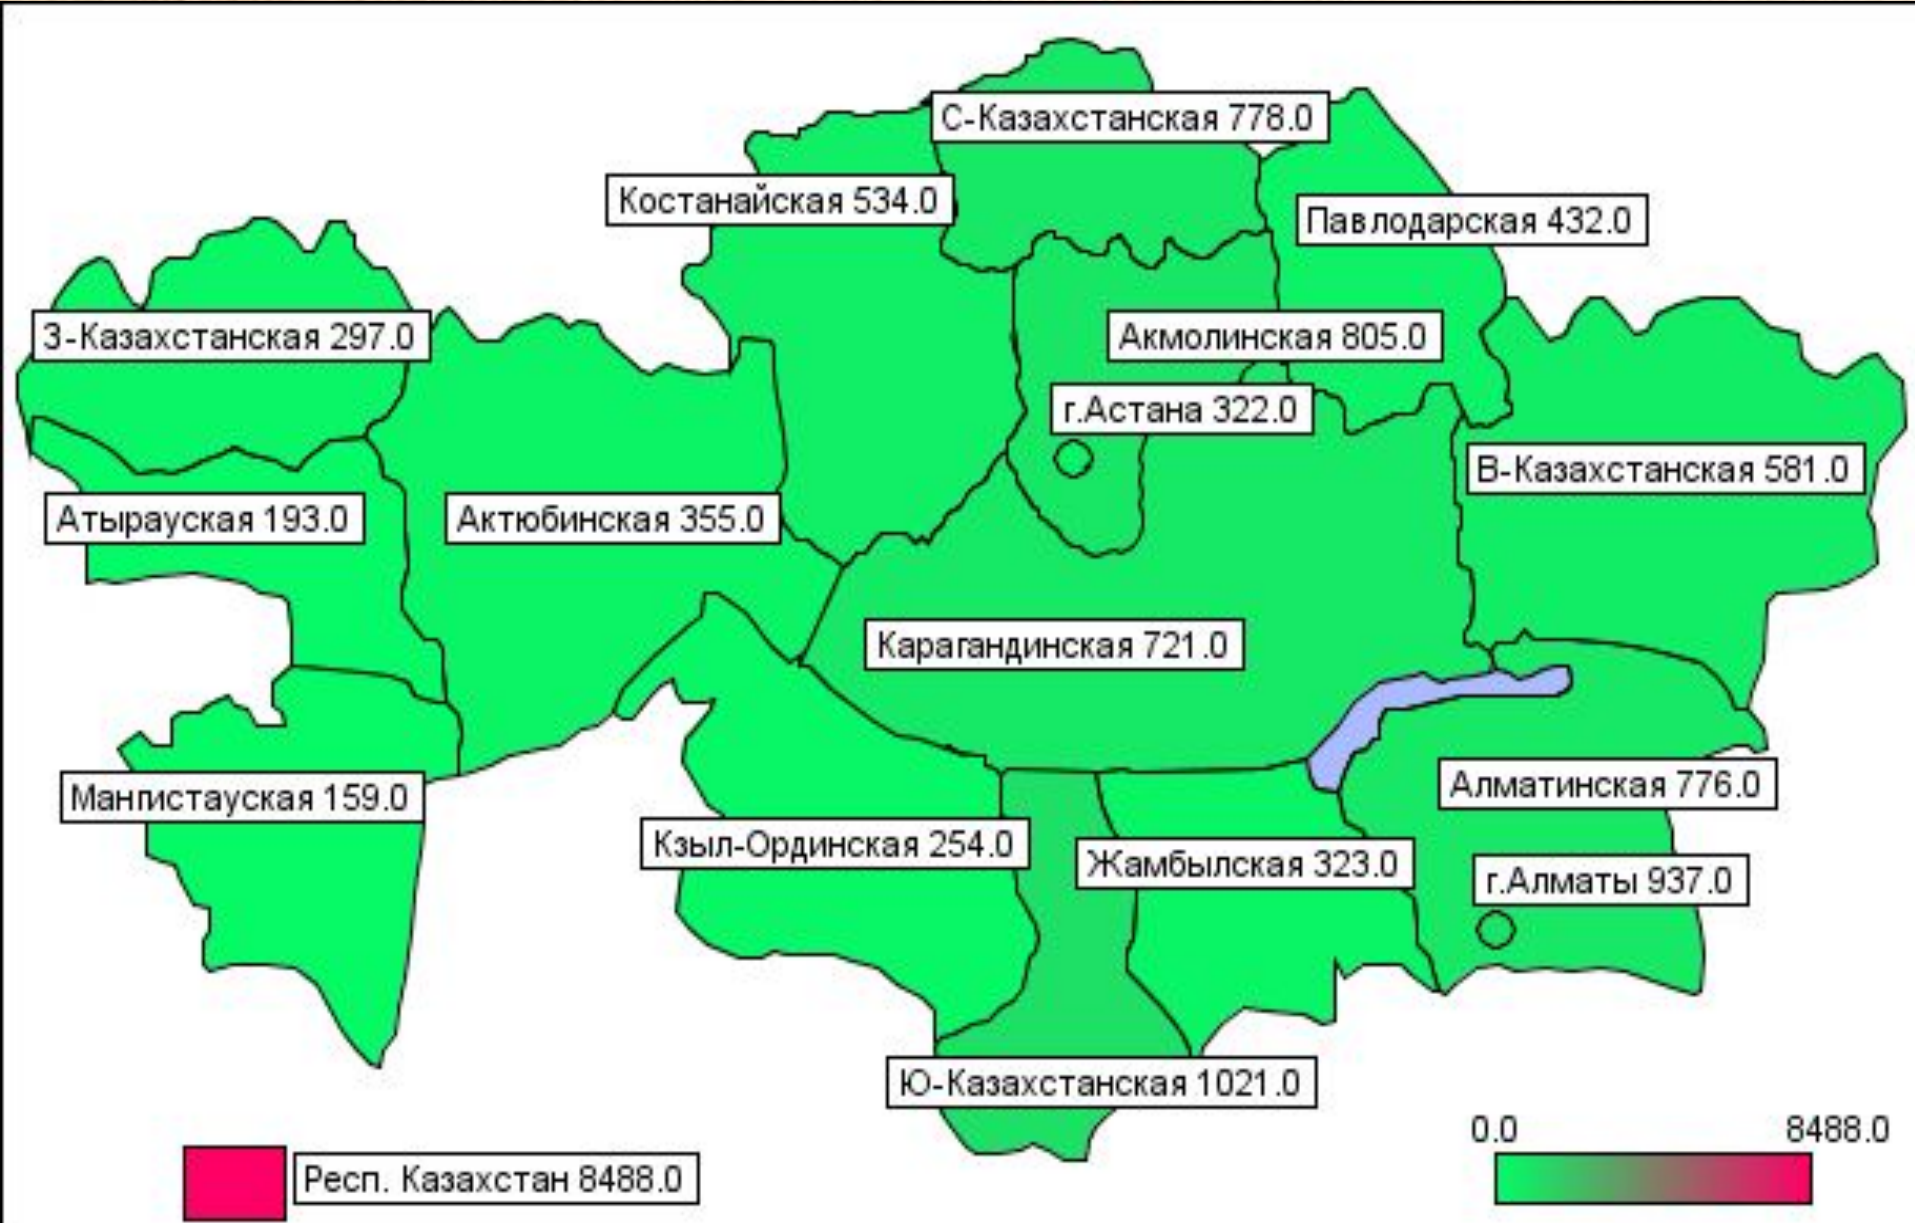 С-Казахстанская 778.0
Костанайская 534.0
Павлодарская 432.0
З-Казахстанская 297.0
Акмолинская 805.0
г.Астана 322.0
В-Казахстанская 581.0
Атырауская 193.0
Актюбинская 355.0
Карагандинская 721.0
Мангистауская 159.0
Алматинская 776.0
Кзыл-Ординская 254.0
Жамбылская 323.0
г.Алматы 937.0
Ю-Казахстанская 1021.0
0.0 8488.0
Респ. Казахстан 8488.0